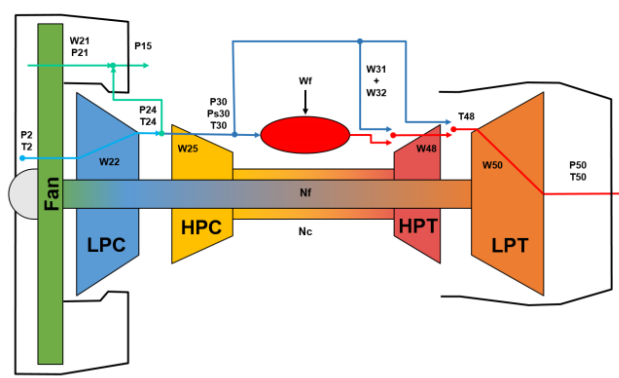 W21
P21
P15
P2
T2
P24
T24
W22
P30
Ps30
T30
W25
Wf
W31
+
W32
T48
W48
W50
P50
T50
Fan
Nf
LPC
HPC
Nc
HPT
LPT